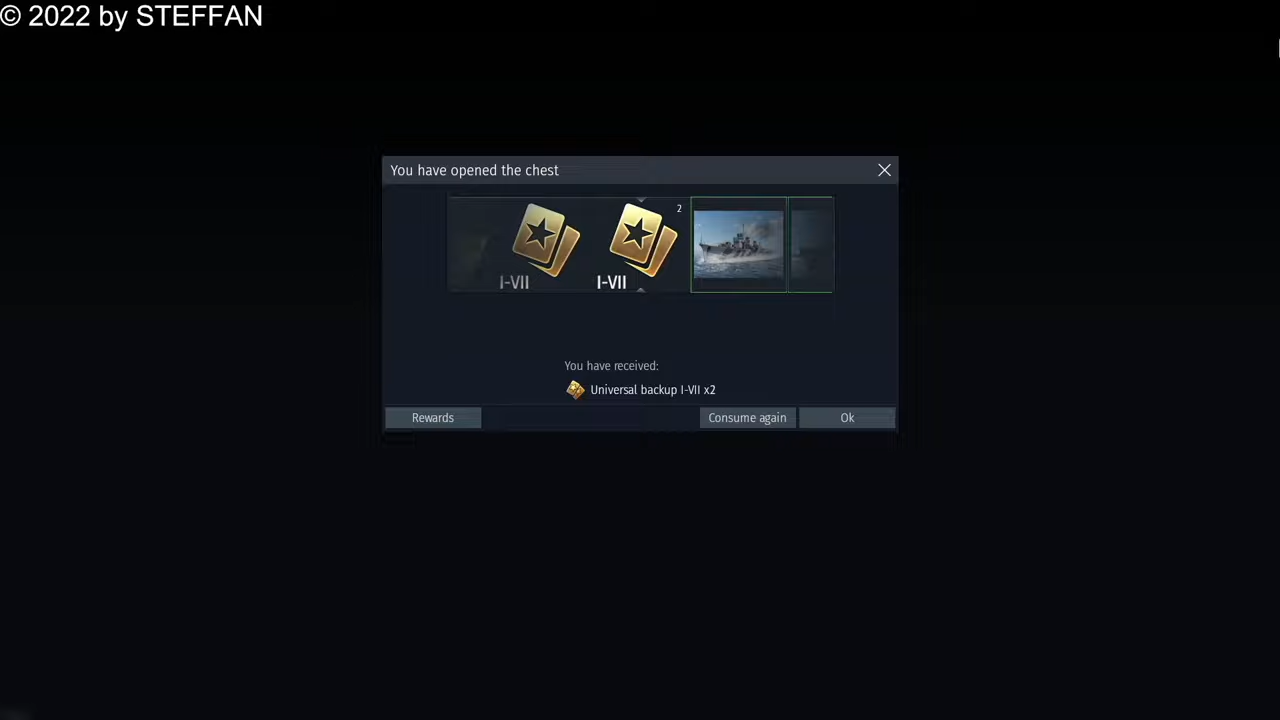 © 2022 by STEFFAN
You have opened the chest
2
I-VII
I-VII
You have received:
Universal backup I-VII x2
Rewards
Consume again
Ok